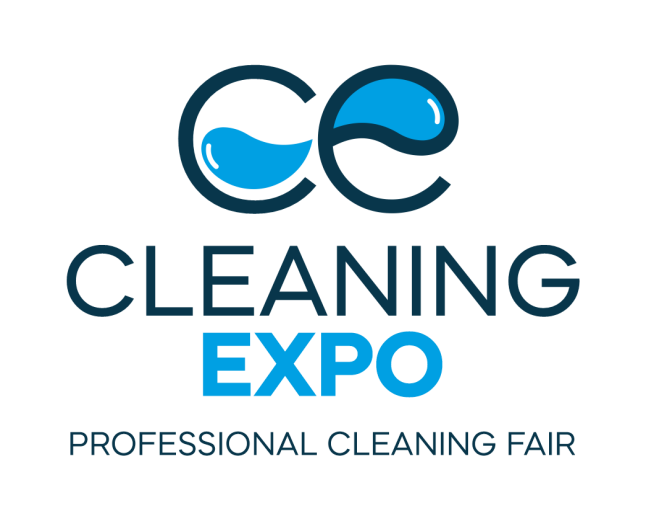 ce
CLEANING
EXPO
PROFESSIONAL CLEANING FAIR